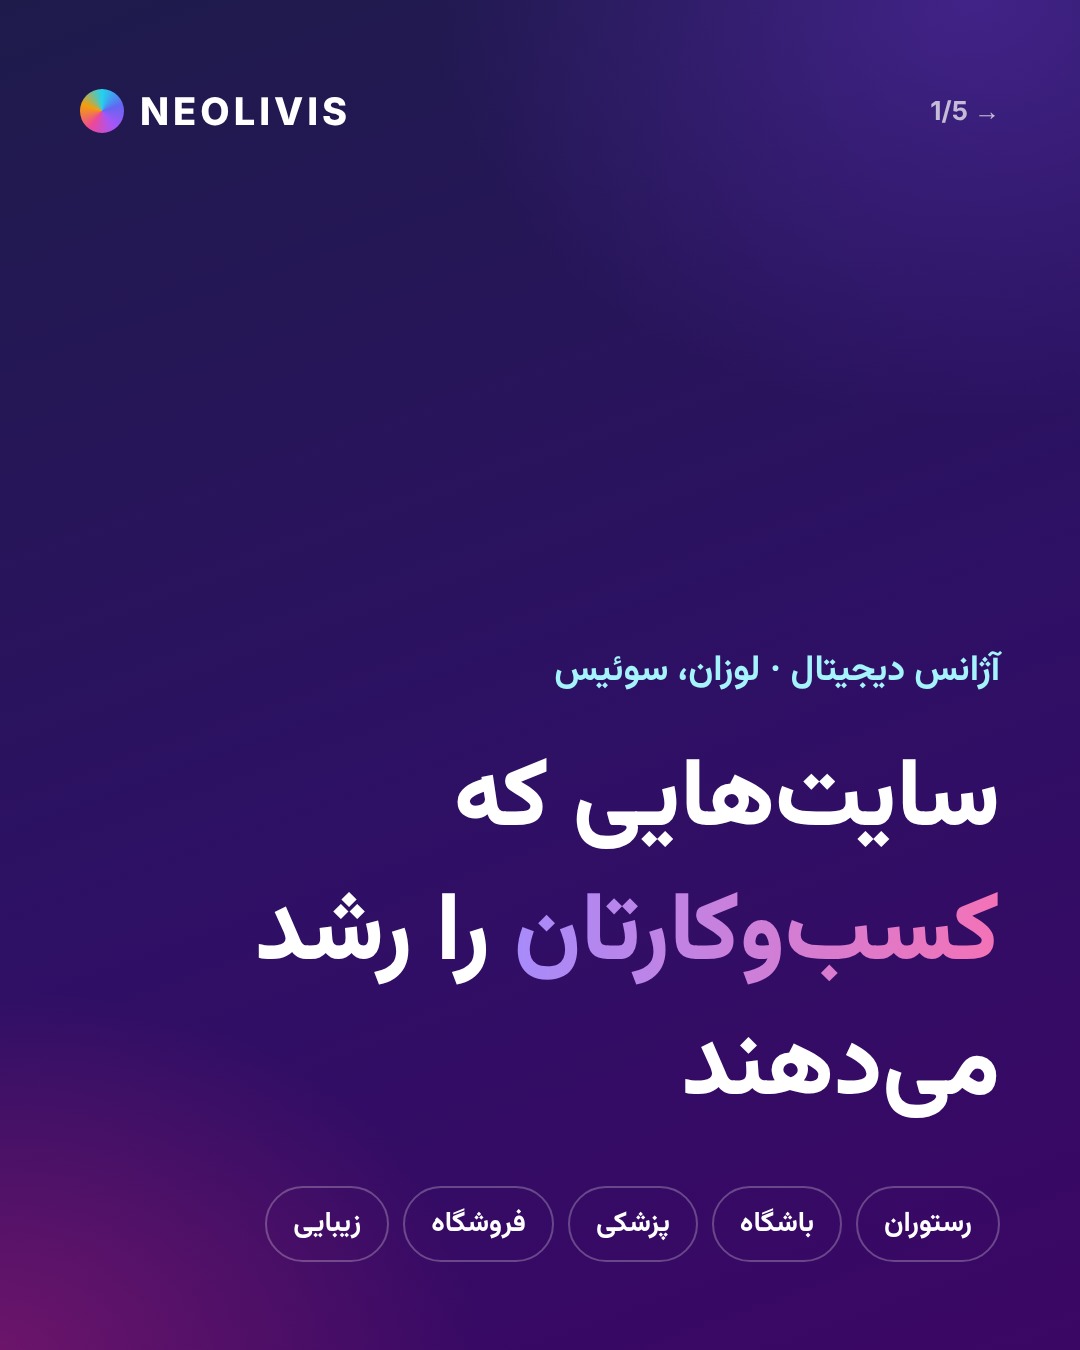 NEOLIVIS
1/5 →
آژانس دیجیتال · لوزان، سوئیس
سایت‌هایی که
کسب‌وکارتان را رشد
می‌دهند
رستوران باشگاه پزشکی فروشگاه زیبایی